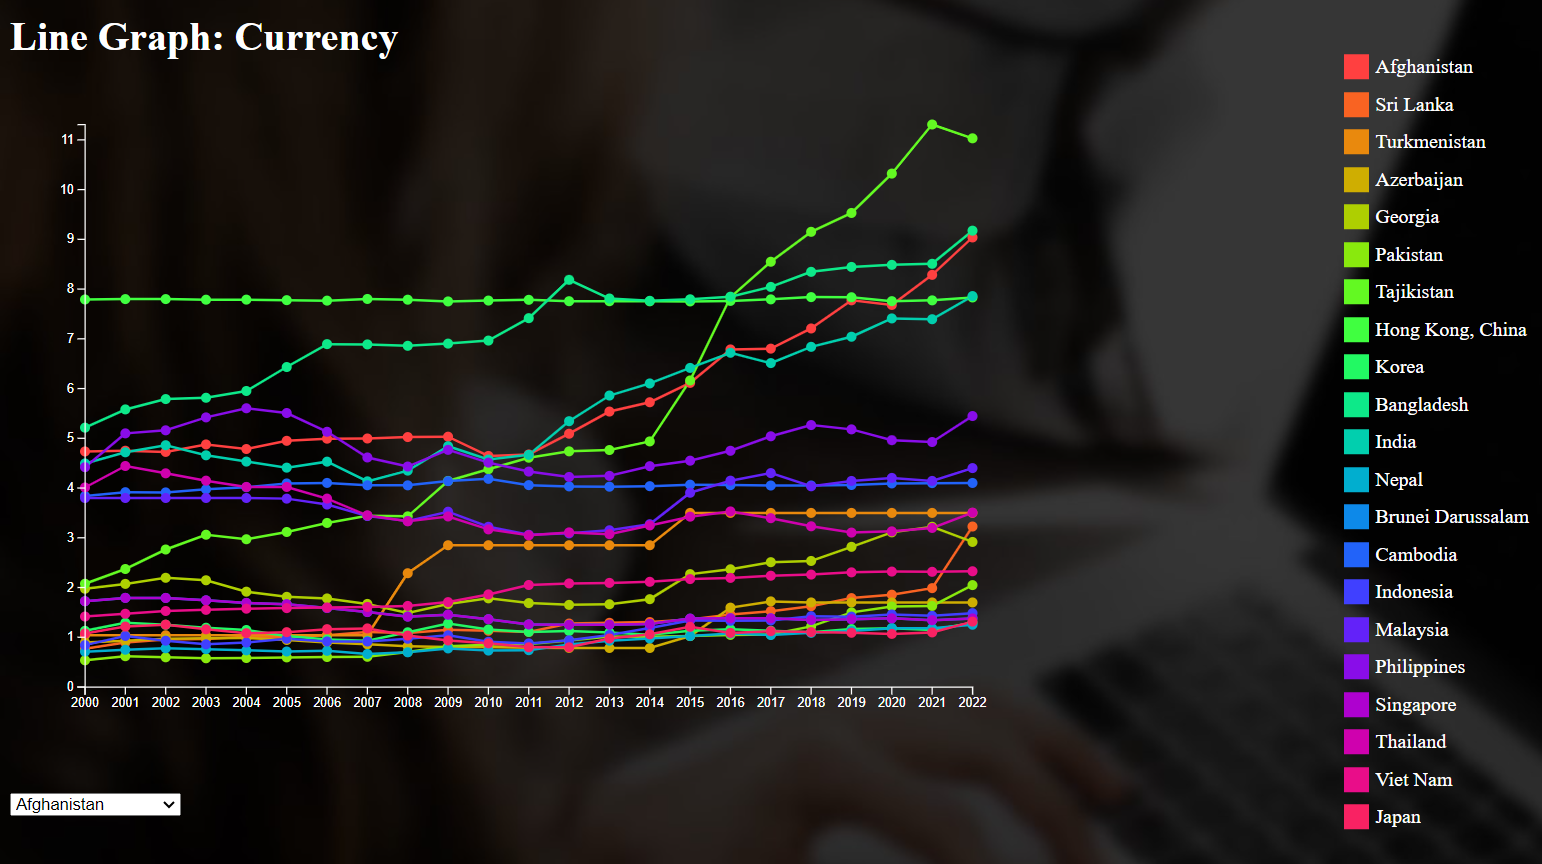 Line Graph: Currency
Afghanistan
Sri Lanka
Turkmenistan
Azerbaijan
Georgia
Pakistan
Tajikistan
Hong Kong, China
Korea
Bangladesh
India
Nepal
Brunei Darussalam
Cambodia
Indonesia
Malaysia
Philippines
Singapore
Thailand
Viet Nam
Japan
11
10
9
8
7
6
5
4
3
2
1
0
2000 2001 2002 2003 2004 2005 2006 2007 2008 2009 2010 2011 2012 2013 2014 2015 2016 2017 2018 2019 2020 2021 2022
Afghanistan